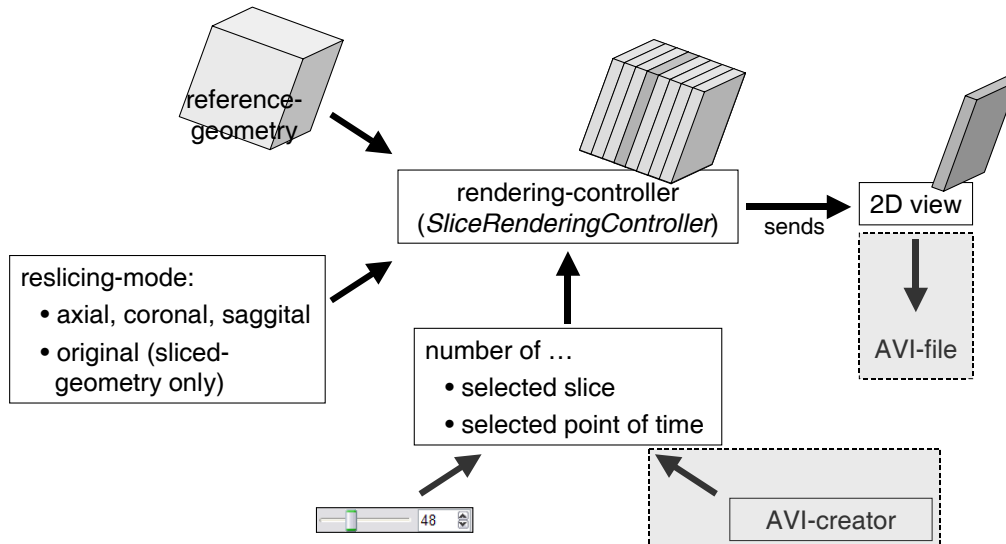 reference-
geometry
rendering-controller
(SliceRenderingController)
sends
2D view
reslicing-mode:
• axial, coronal, saggital
• original (sliced-
geometry only)
AVI-file
number of …
• selected slice
• selected point of time
48
AVI-creator